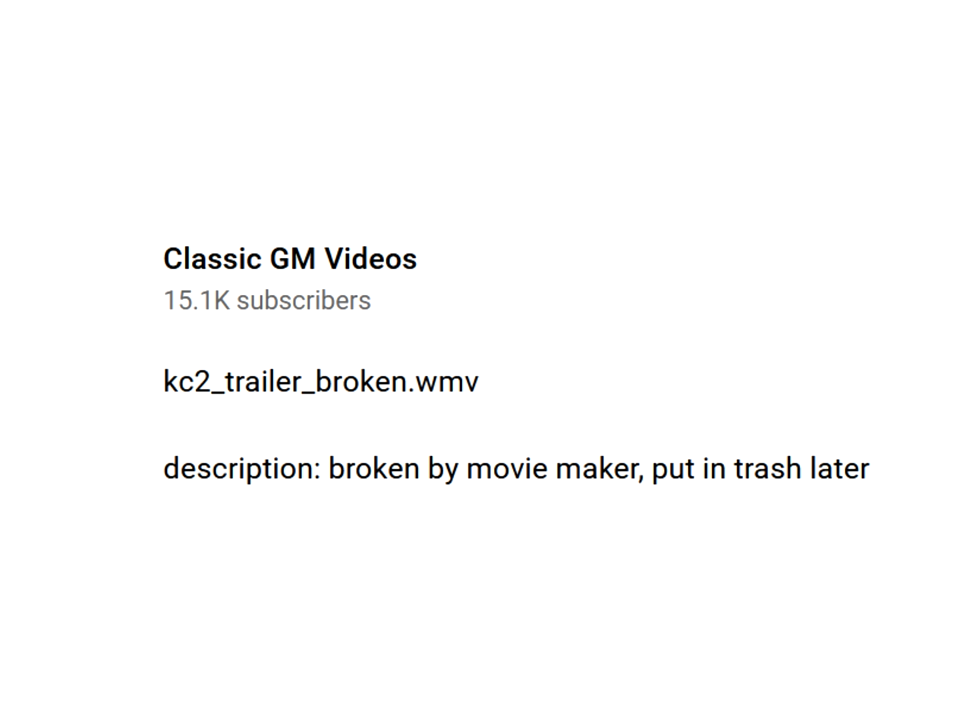 Classic GM Videos
15.1K subscribers
kc2_trailer_broken.wmv
description: broken by movie maker, put in trash later